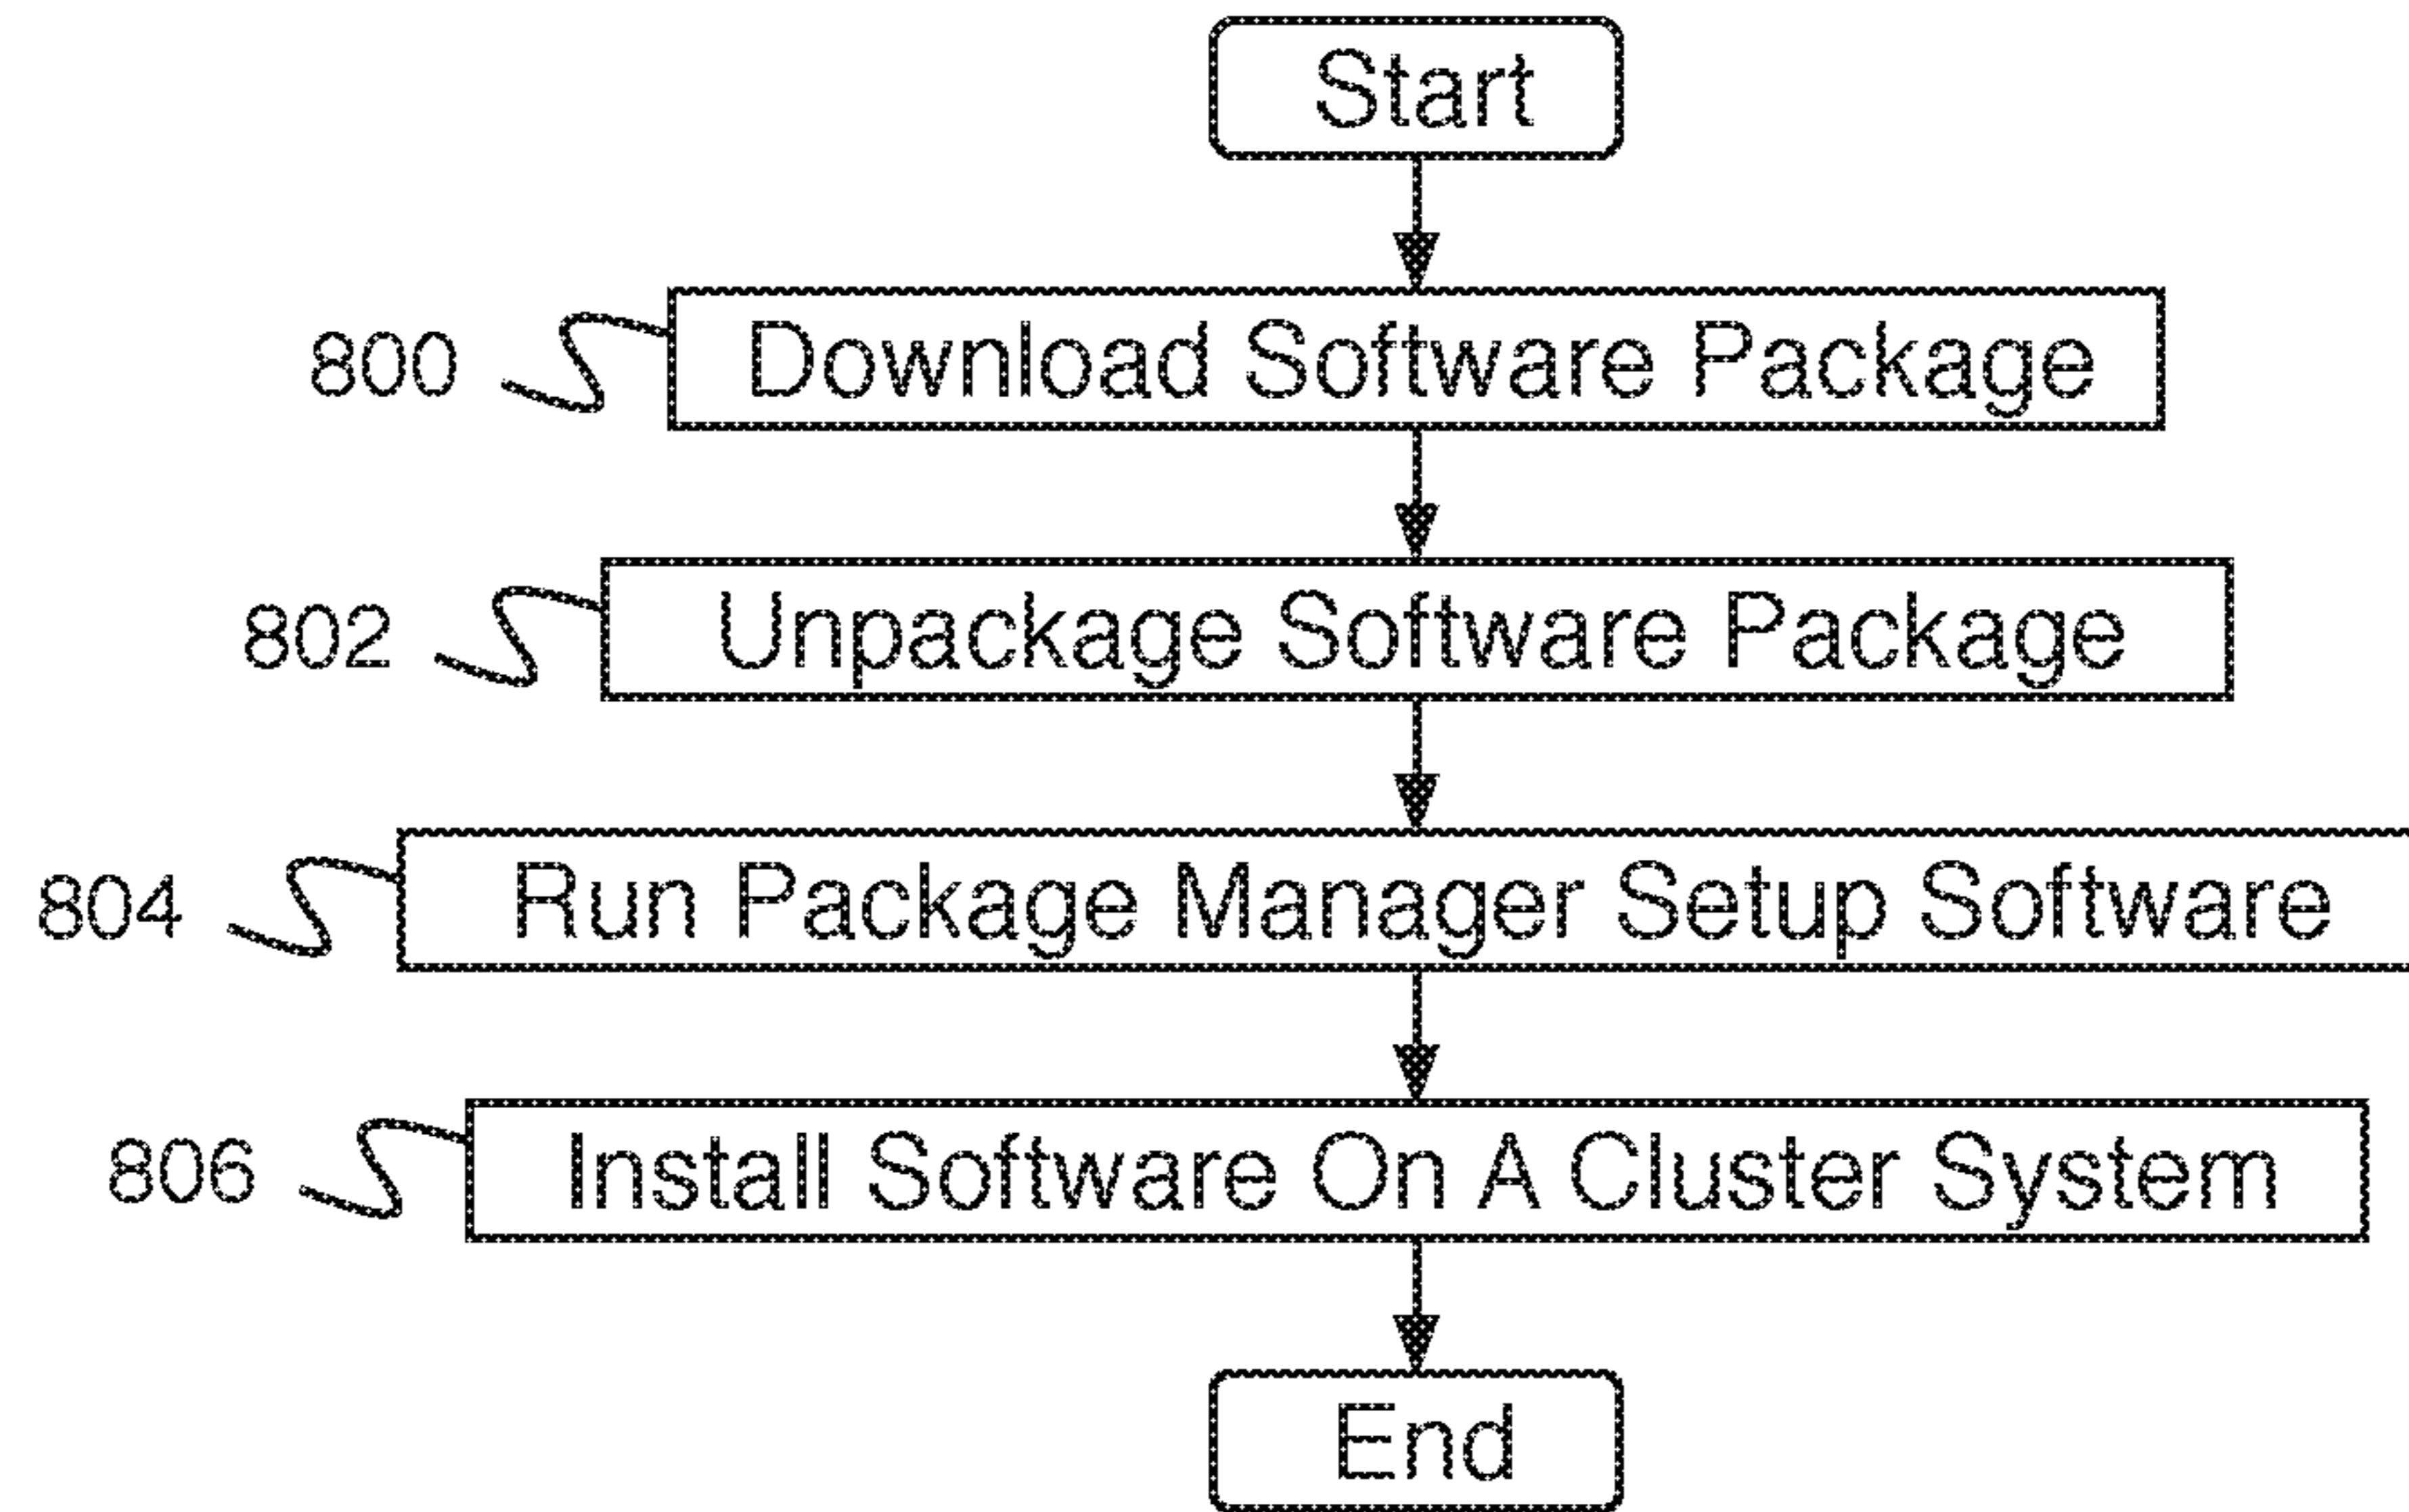 Start
800 Download Software Package
802 Unpackage Software Package
804 Run Package Manager Setup Software
806 Install Software On A Cluster System
End